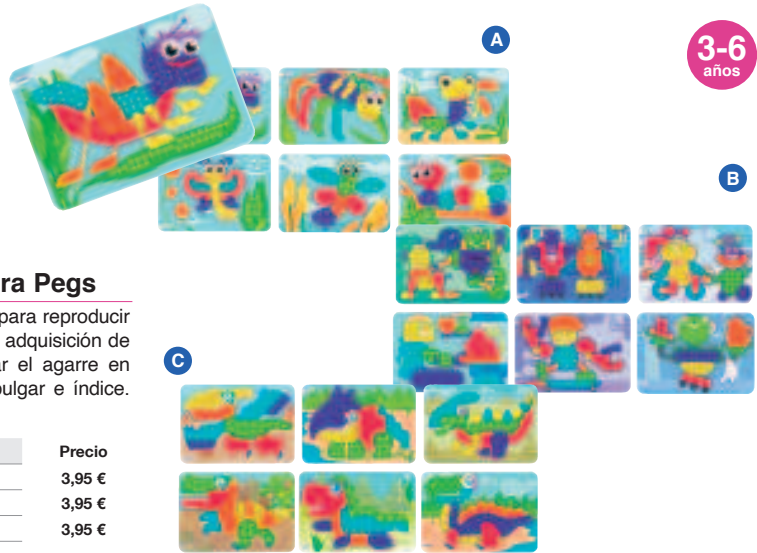 A
3-6
años
B
ra Pegs
para reproducir
adquisición de
ar el agarre en
pulgar e índice.
C
Precio
3,95 €
3,95 €
3,95 €